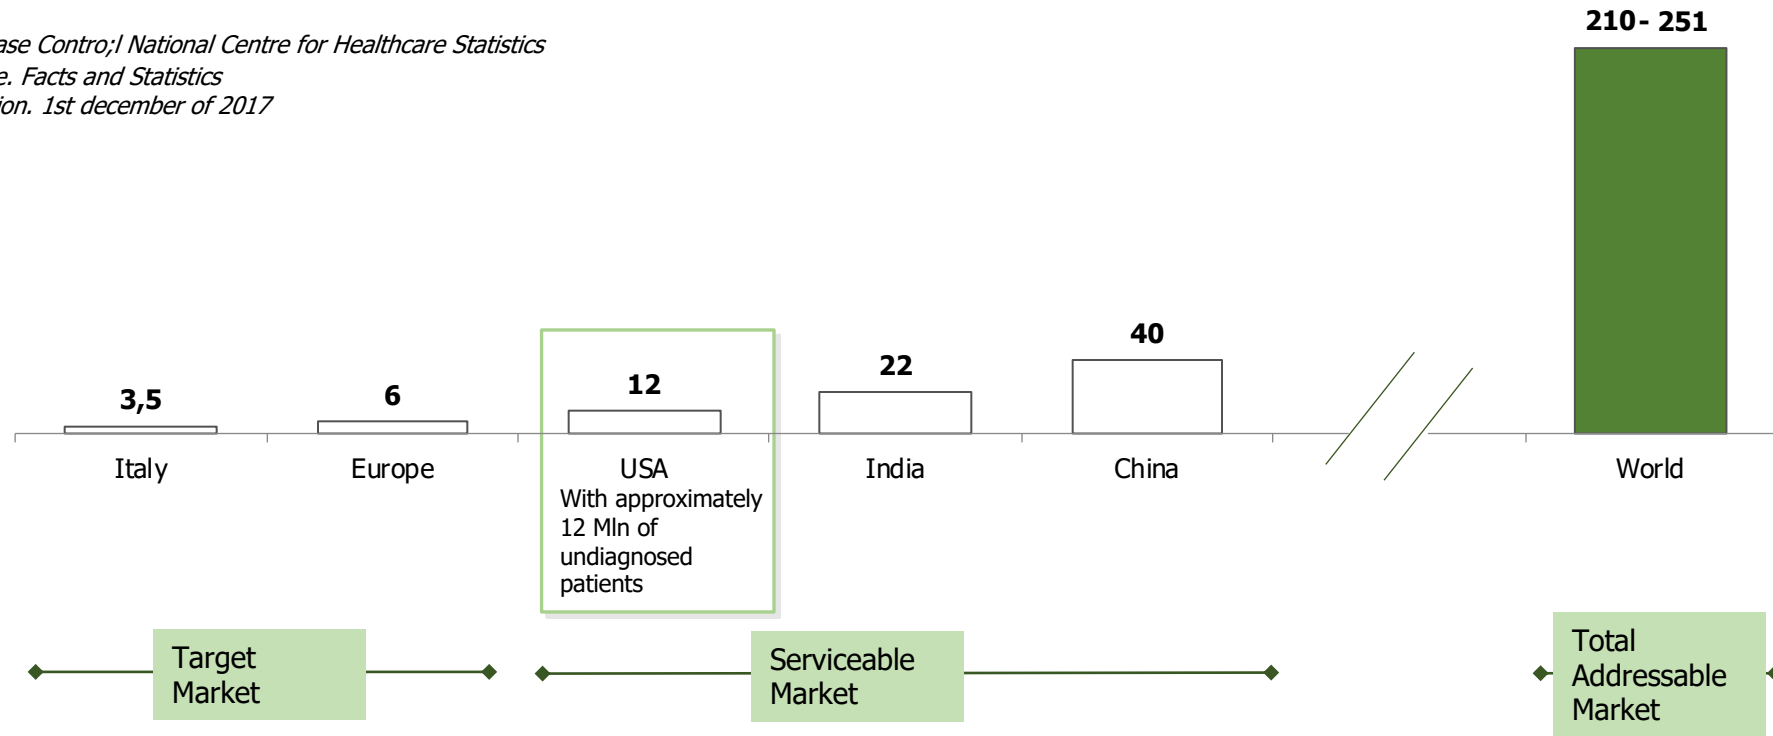 Contro;l National Centre for Healthcare Statistics
Facts and Statistics
1st december of 2017
210 - 251
3,5
6
12
22
40
Italy
Europe
USA
India
China
World
With approximately
12 Mln of
undiagnosed
patients
Target
Market
Serviceable
Market
Total
Addressable
Market